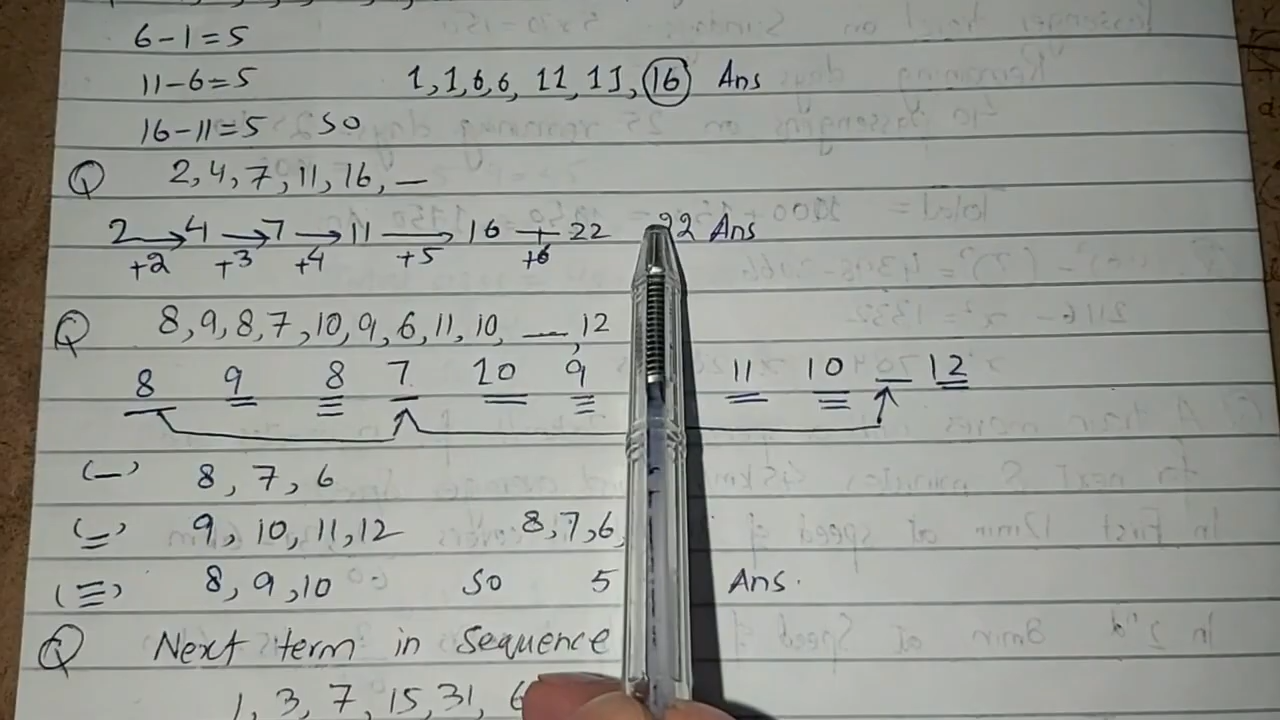 6-1=5
11-6=5 1,1,6,6, 11, 11, 16 Ans
16-11=5 SO
Q 2,4,7,11,16,_
2→4→7→11→16→22 22 Ans
+2 +3 +4 +5 +6
Q 8,9,8,7,10,9,6,11,10,_,12
8 9 8 7 10 9 11 10 _ 12
(-) 8, 7, 6
(=) 9, 10, 11, 12 8,7,6,
(≡) 8, 9, 10 So 5 Ans.
Q Next term in sequence
1, 3, 7, 15, 31,